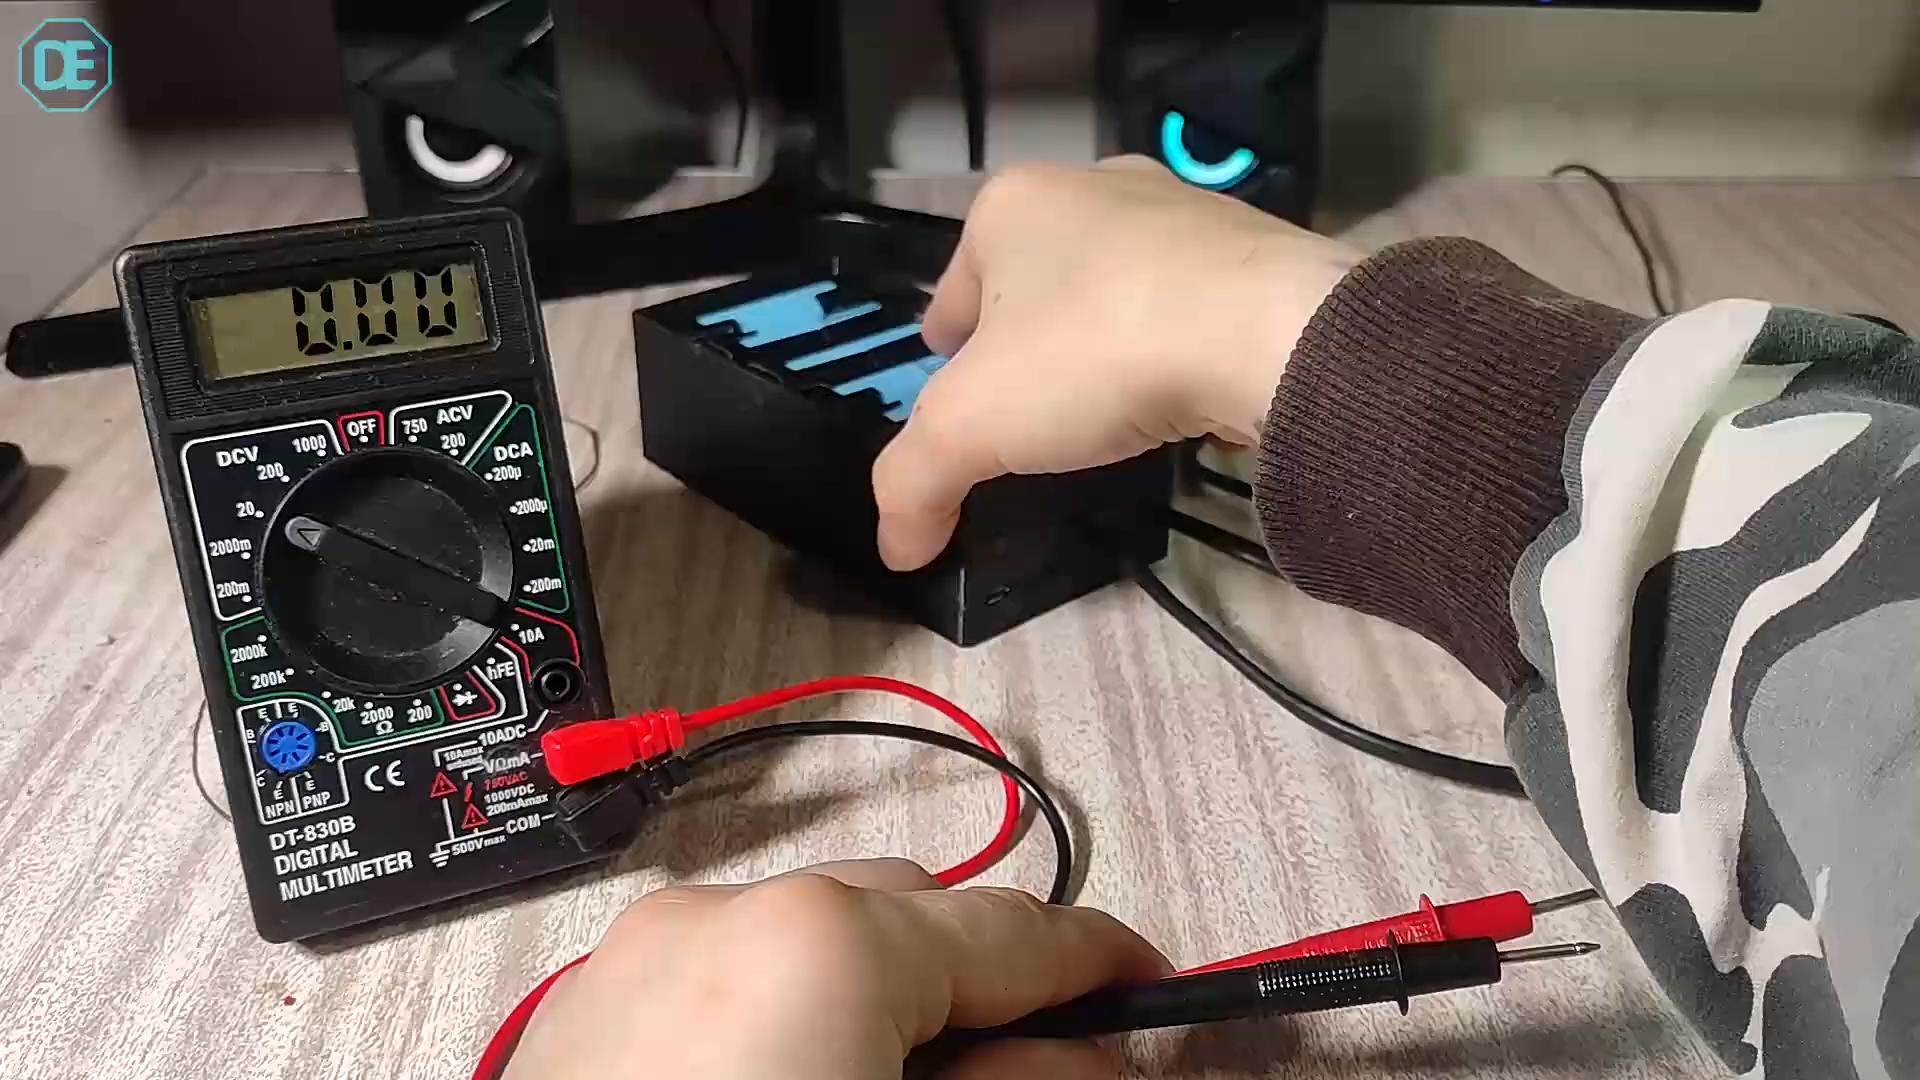 DE
0.00
OFF
750 ACV
200
DCV
1000
200
20
2000m
200m
DCA
200µ
2000µ
20m
200m
10A
hFE
2000k
200k
20k
2000
200
Ω
E E
B B
C C
E E
NPN PNP
CE
10ADC
10Amax
unfused
VΩmA
750VAC
1000VDC
200mAmax
COM
500Vmax
DT-830B
DIGITAL
MULTIMETER